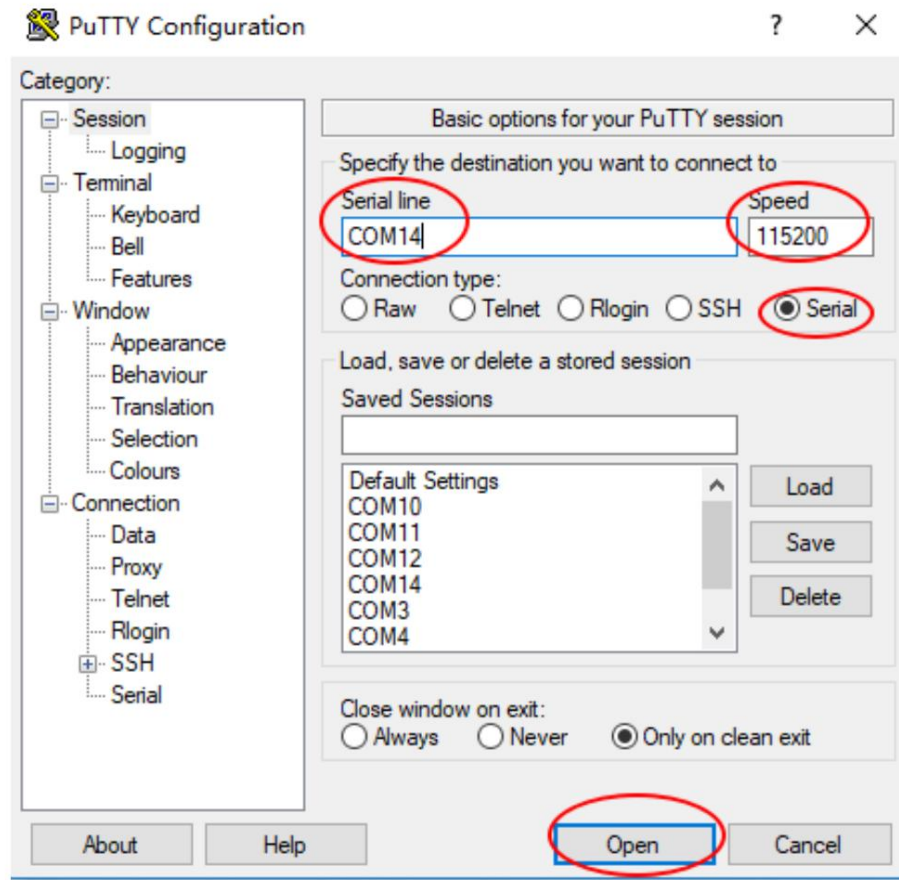 PuTTY Configuration
?
Category:
Session
Logging
Terminal
Keyboard
Bell
Features
Window
Appearance
Behaviour
Translation
Selection
Colours
Connection
Data
Proxy
Telnet
Rlogin
SSH
Serial
Basic options for your PuTTY session
Specify the destination you want to connect to
Serial line Speed
COM14 115200
Connection type:
Raw Telnet Rlogin SSH Serial
Load, save or delete a stored session
Saved Sessions
Default Settings
COM10
COM11
COM12
COM14
COM3
COM4
Load
Save
Delete
Close window on exit:
Always Never Only on clean exit
About Help Open Cancel